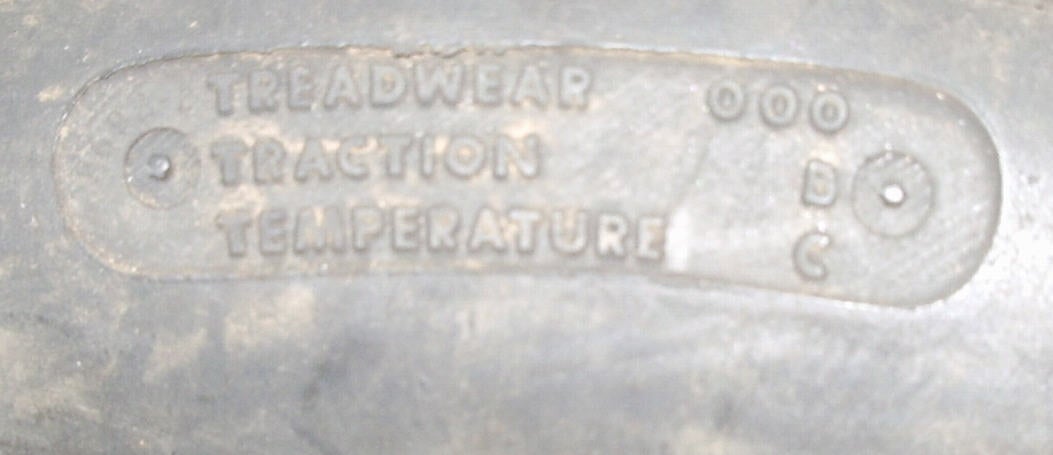 TREADWEAR 000
TRACTION B
TEMPERATURE C